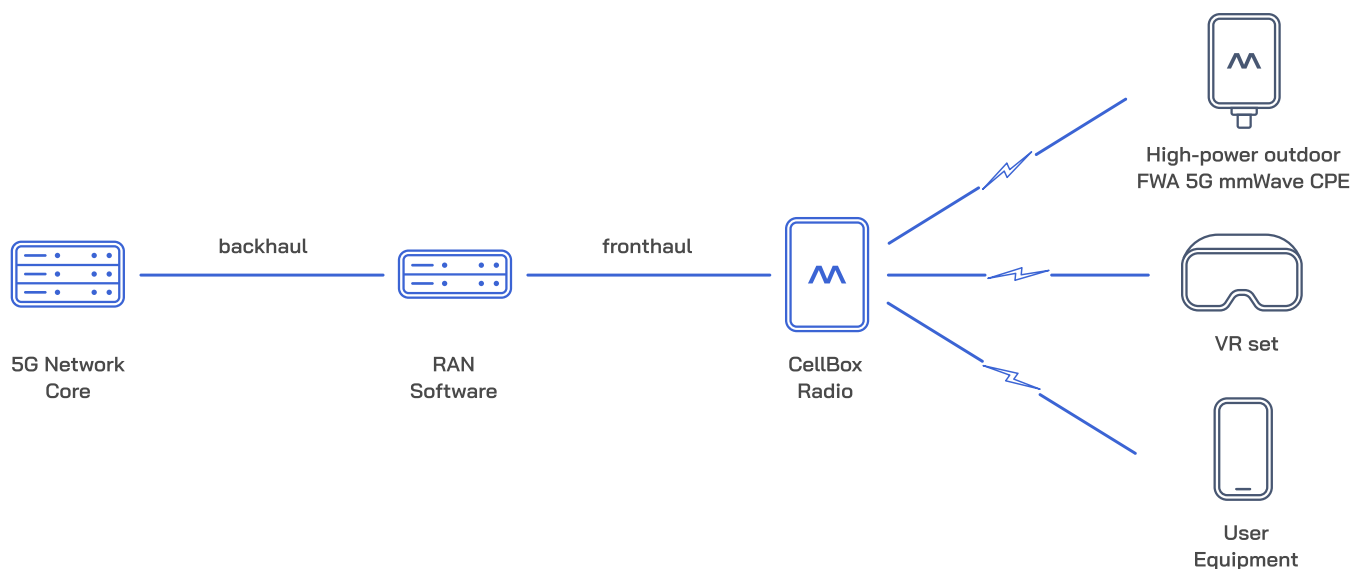 High-power outdoor
FWA 5G mmWave CPE
backhaul
fronthaul
VR set
5G Network
Core
RAN
Software
CellBox
Radio
User
Equipment